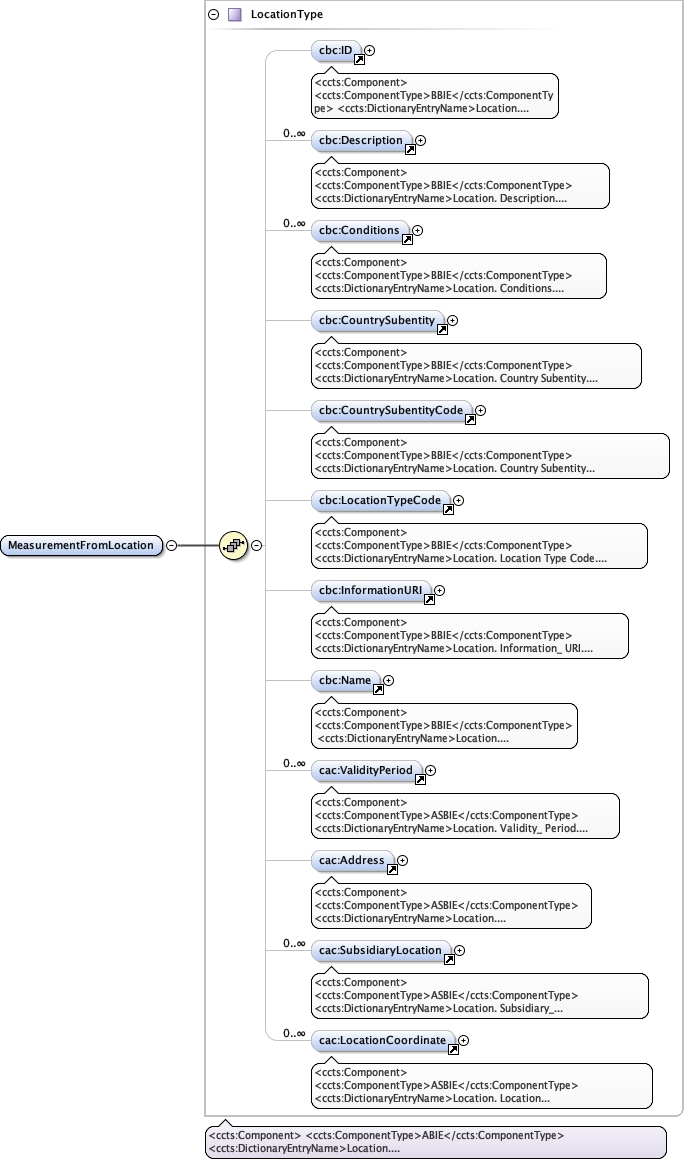 LocationType
cbc:ID
<ccts:Component>
<ccts:ComponentType>BBIE</ccts:ComponentTy
pe> <ccts:DictionaryEntryName>Location....
0..∞
cbc:Description
<ccts:Component>
<ccts:ComponentType>BBIE</ccts:ComponentType>
<ccts:DictionaryEntryName>Location. Description....
0..∞
cbc:Conditions
<ccts:Component>
<ccts:ComponentType>BBIE</ccts:ComponentType>
<ccts:DictionaryEntryName>Location. Conditions....
cbc:CountrySubentity
<ccts:Component>
<ccts:ComponentType>BBIE</ccts:ComponentType>
<ccts:DictionaryEntryName>Location. Country Subentity....
cbc:CountrySubentityCode
<ccts:Component>
<ccts:ComponentType>BBIE</ccts:ComponentType>
<ccts:DictionaryEntryName>Location. Country Subentity...
cbc:LocationTypeCode
<ccts:Component>
<ccts:ComponentType>BBIE</ccts:ComponentType>
<ccts:DictionaryEntryName>Location. Location Type Code....
MeasurementFromLocation
cbc:InformationURI
<ccts:Component>
<ccts:ComponentType>BBIE</ccts:ComponentType>
<ccts:DictionaryEntryName>Location. Information_ URI....
cbc:Name
<ccts:Component>
<ccts:ComponentType>BBIE</ccts:ComponentType>
<ccts:DictionaryEntryName>Location....
0..∞
cac:ValidityPeriod
<ccts:Component>
<ccts:ComponentType>ASBIE</ccts:ComponentType>
<ccts:DictionaryEntryName>Location. Validity_ Period....
cac:Address
<ccts:Component>
<ccts:ComponentType>ASBIE</ccts:ComponentType>
<ccts:DictionaryEntryName>Location....
0..∞
cac:SubsidiaryLocation
<ccts:Component>
<ccts:ComponentType>ASBIE</ccts:ComponentType>
<ccts:DictionaryEntryName>Location. Subsidiary_...
0..∞
cac:LocationCoordinate
<ccts:Component>
<ccts:ComponentType>ASBIE</ccts:ComponentType>
<ccts:DictionaryEntryName>Location. Location...
<ccts:Component> <ccts:ComponentType>ABIE</ccts:ComponentType>
<ccts:DictionaryEntryName>Location....